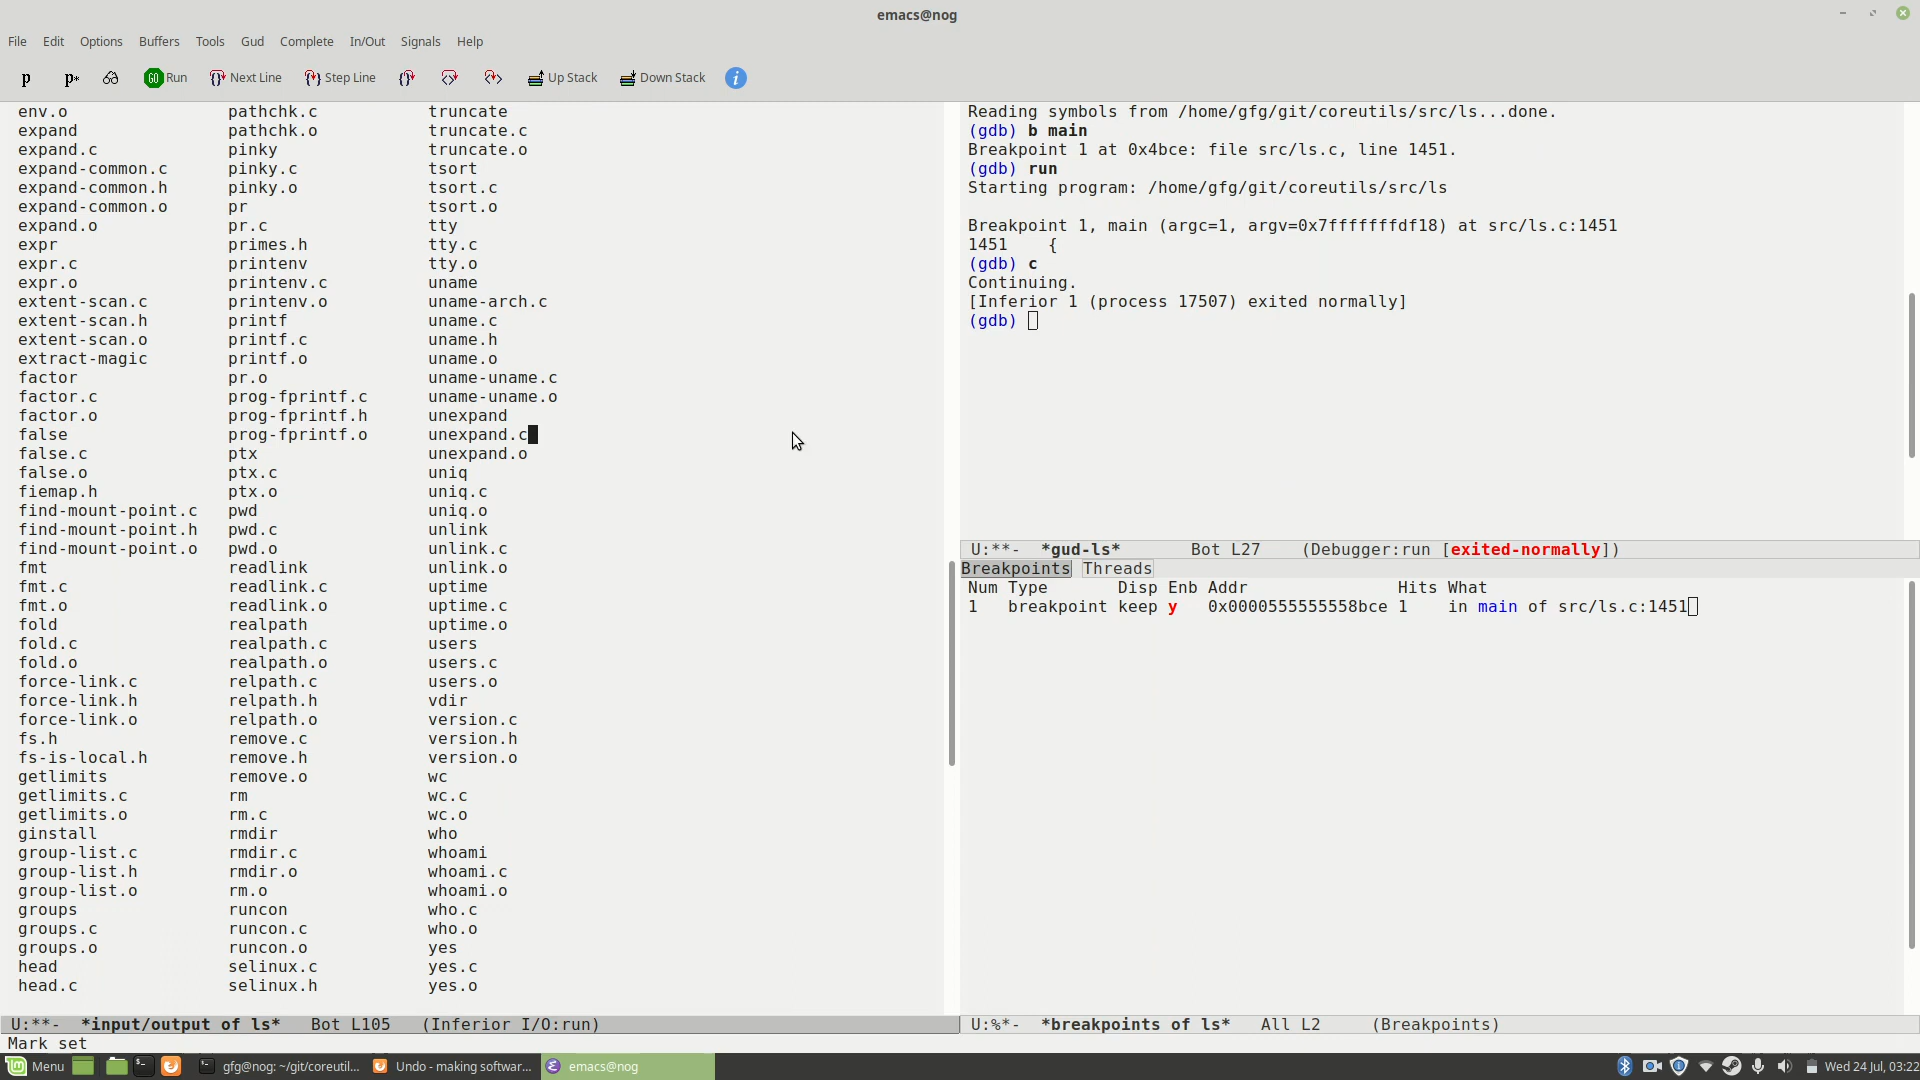 emacs@nog
File Edit Options Buffers Tools Gud Complete In/Out Signals Help
p p* GO Run Next Line Step Line Up Stack Down Stack i
env.o pathchk.c truncate
expand pathchk.o truncate.c
expand.c pinky truncate.o
expand-common.c pinky.c tsort
expand-common.h pinky.o tsort.c
expand-common.o pr tsort.o
expand.o pr.c tty
expr primes.h tty.c
expr.c printenv tty.o
expr.o printenv.c uname
extent-scan.c printenv.o uname-arch.c
extent-scan.h printf uname.c
extent-scan.o printf.c uname.h
extract-magic printf.o uname.o
factor pr.o uname-uname.c
factor.c prog-fprintf.c uname-uname.o
factor.o prog-fprintf.h unexpand
false prog-fprintf.o unexpand.c
false.c ptx unexpand.o
false.o ptx.c uniq
fiemap.h ptx.o uniq.c
find-mount-point.c pwd uniq.o
find-mount-point.h pwd.c unlink
find-mount-point.o pwd.o unlink.c
fmt readlink unlink.o
fmt.c readlink.c uptime
fmt.o readlink.o uptime.c
fold realpath uptime.o
fold.c realpath.c users
fold.o realpath.o users.c
force-link.c relpath.c users.o
force-link.h relpath.h vdir
force-link.o relpath.o version.c
fs.h remove.c version.h
fs-is-local.h remove.h version.o
getlimits remove.o wc
getlimits.c rm wc.c
getlimits.o rm.c wc.o
ginstall rmdir who
group-list.c rmdir.c whoami
group-list.h rmdir.o whoami.c
group-list.o rm.o whoami.o
groups runcon who.c
groups.c runcon.c who.o
groups.o runcon.o yes
head selinux.c yes.c
head.c selinux.h yes.o
U:**- *input/output of ls* Bot L105 (Inferior I/O:run)
Reading symbols from /home/gfg/git/coreutils/src/ls...done.
(gdb) b main
Breakpoint 1 at 0x4bce: file src/ls.c, line 1451.
(gdb) run
Starting program: /home/gfg/git/coreutils/src/ls
Breakpoint 1, main (argc=1, argv=0x7fffffffdf18) at src/ls.c:1451
1451 {
(gdb) c
Continuing.
[Inferior 1 (process 17507) exited normally]
(gdb)
U:**- *gud-ls* Bot L27 (Debugger:run [exited-normally])
Breakpoints Threads
Num Type Disp Enb Addr Hits What
1 breakpoint keep y 0x0000555555558bce 1 in main of src/ls.c:1451
U:%*- *breakpoints of ls* All L2 (Breakpoints)
Mark set
Menu gfg@nog: ~/git/coreutil... Undo - making softwar... emacs@nog Wed 24 Jul, 03:22